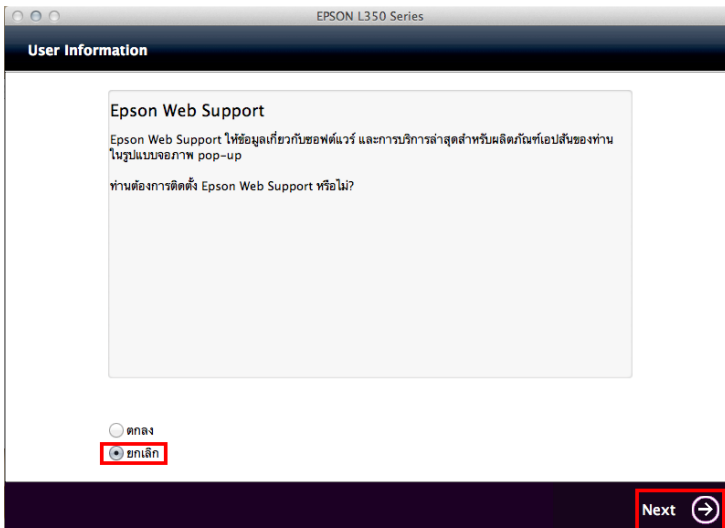 EPSON L350 Series
User Information
Epson Web Support
Epson Web Support ให้ข้อมูลเกี่ยวกับซอฟต์แวร์ และการบริการล่าสุดสำหรับผลิตภัณฑ์เอปสันของท่าน
ในรูปแบบจอภาพ pop-up
ท่านต้องการติดตั้ง Epson Web Support หรือไม่?
ตกลง
ยกเลิก
Next